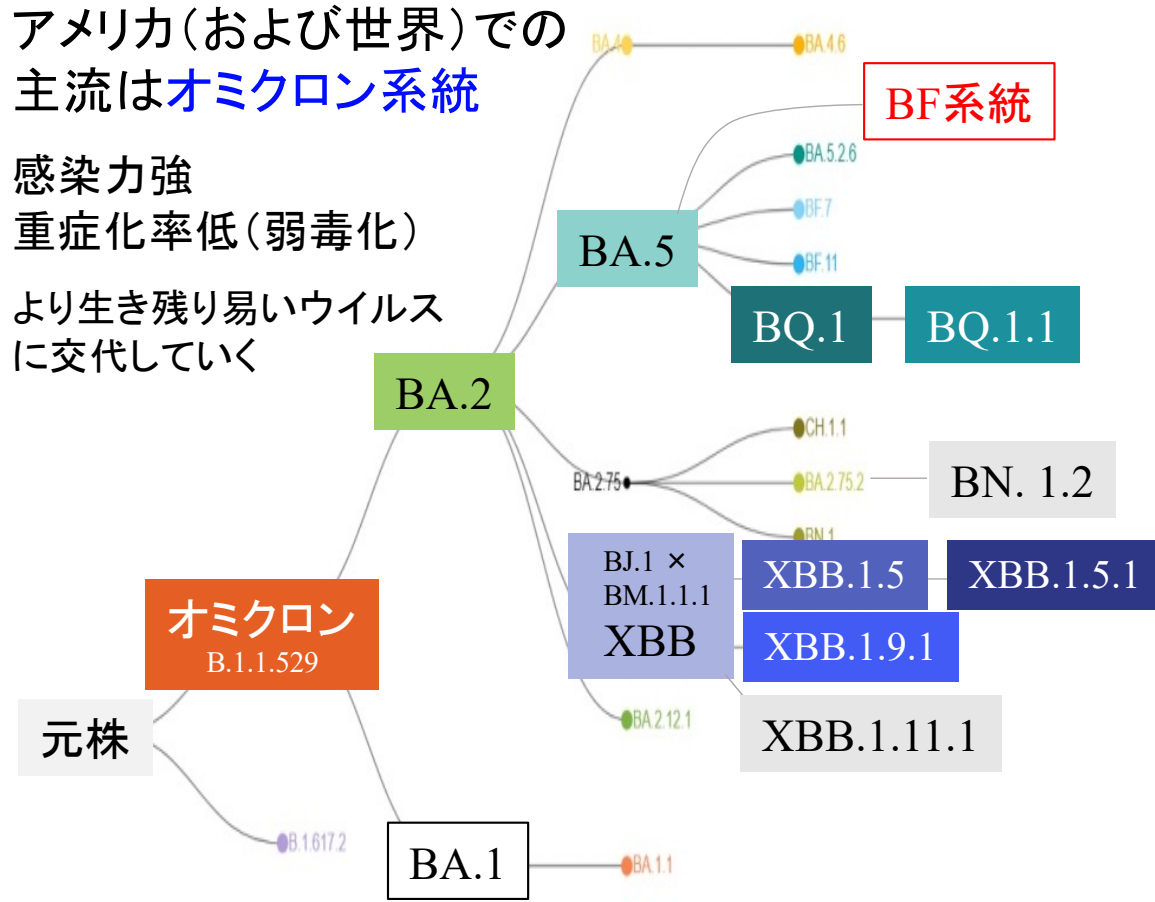 アメリカ（および世界）での
主流はオミクロン系統
感染力強
重症化率低（弱毒化）
より生き残り易いウイルス
に交代していく
BA.4
BA.4.6
BF系統
BA.5.2.6
BF.7
BA.5
BF.11
BQ.1
BQ.1.1
BA.2
CH.1.1
BA.2.75
BA.2.75.2
BN. 1.2
BN.1
BJ.1 ×
BM.1.1.1
XBB
XBB.1.5
XBB.1.5.1
XBB.1.9.1
XBB.1.11.1
オミクロン
B.1.1.529
元株
BA.2.12.1
B.1.617.2
BA.1
BA.1.1